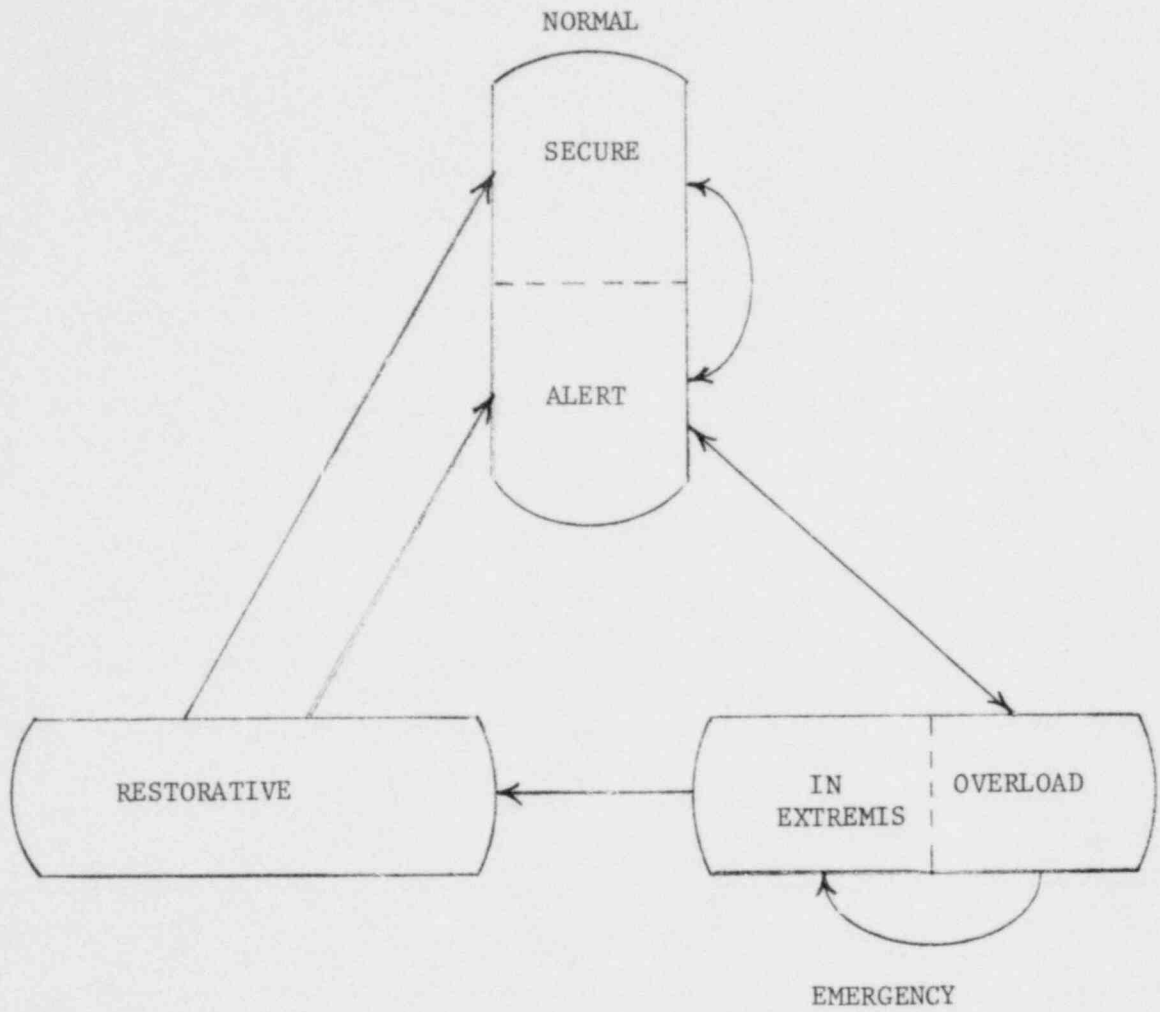 NORMAL
SECURE
ALERT
RESTORATIVE
IN
EXTREMIS
OVERLOAD
EMERGENCY